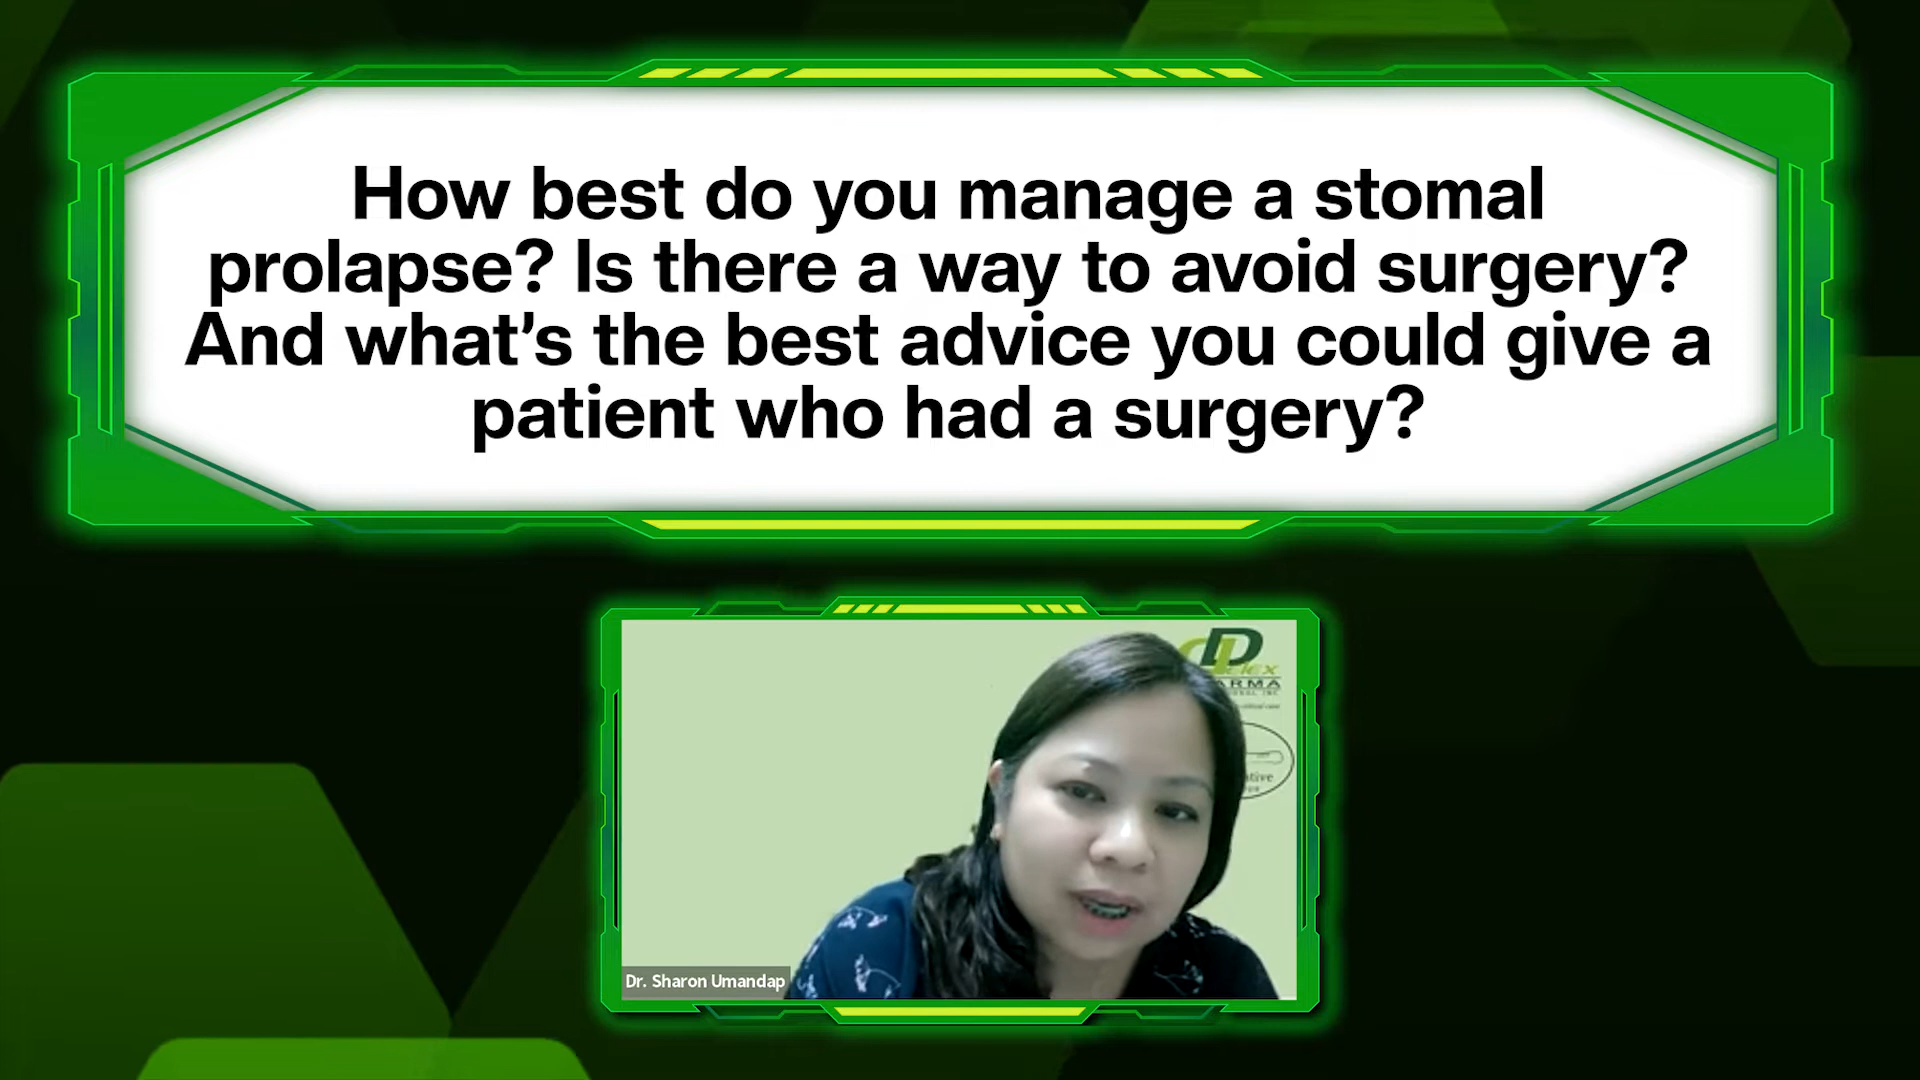 How best do you manage a stomal
prolapse? Is there a way to avoid surgery?
And what’s the best advice you could give a
patient who had a surgery?
Dr. Sharon Umandap